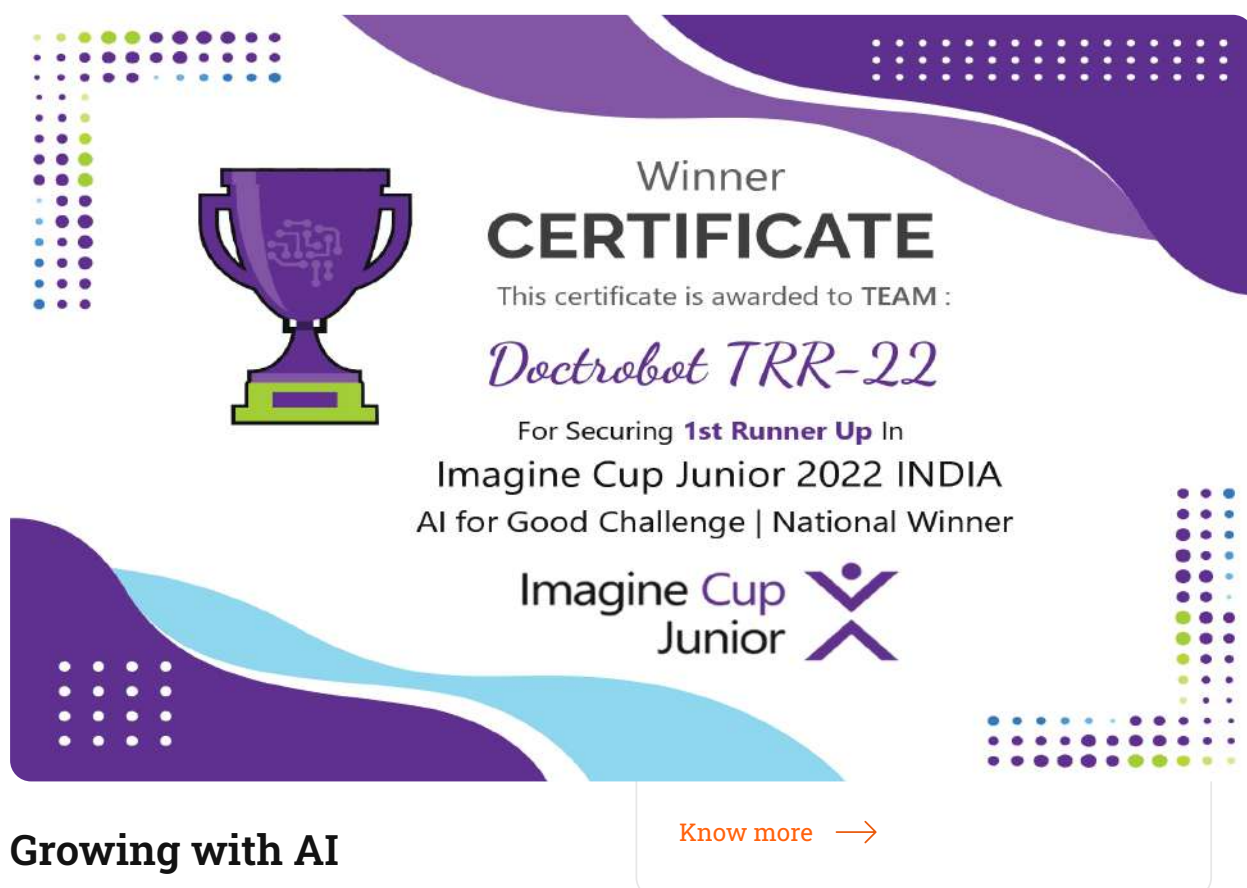 Winner
CERTIFICATE
This certificate is awarded to TEAM :
Doctrobot TRR-22
For Securing 1st Runner Up In
Imagine Cup Junior 2022 INDIA
AI for Good Challenge | National Winner
Imagine Cup
Junior
Growing with AI
Know more